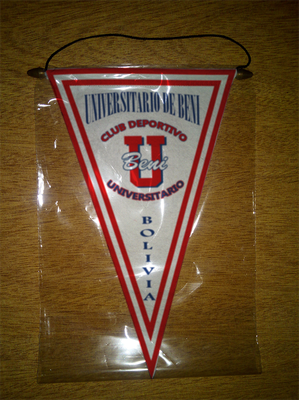 UNIVERSITARIO DE BENI
CLUB DEPORTIVO
U
Beni
UNIVERSITARIO
BOLIVIA